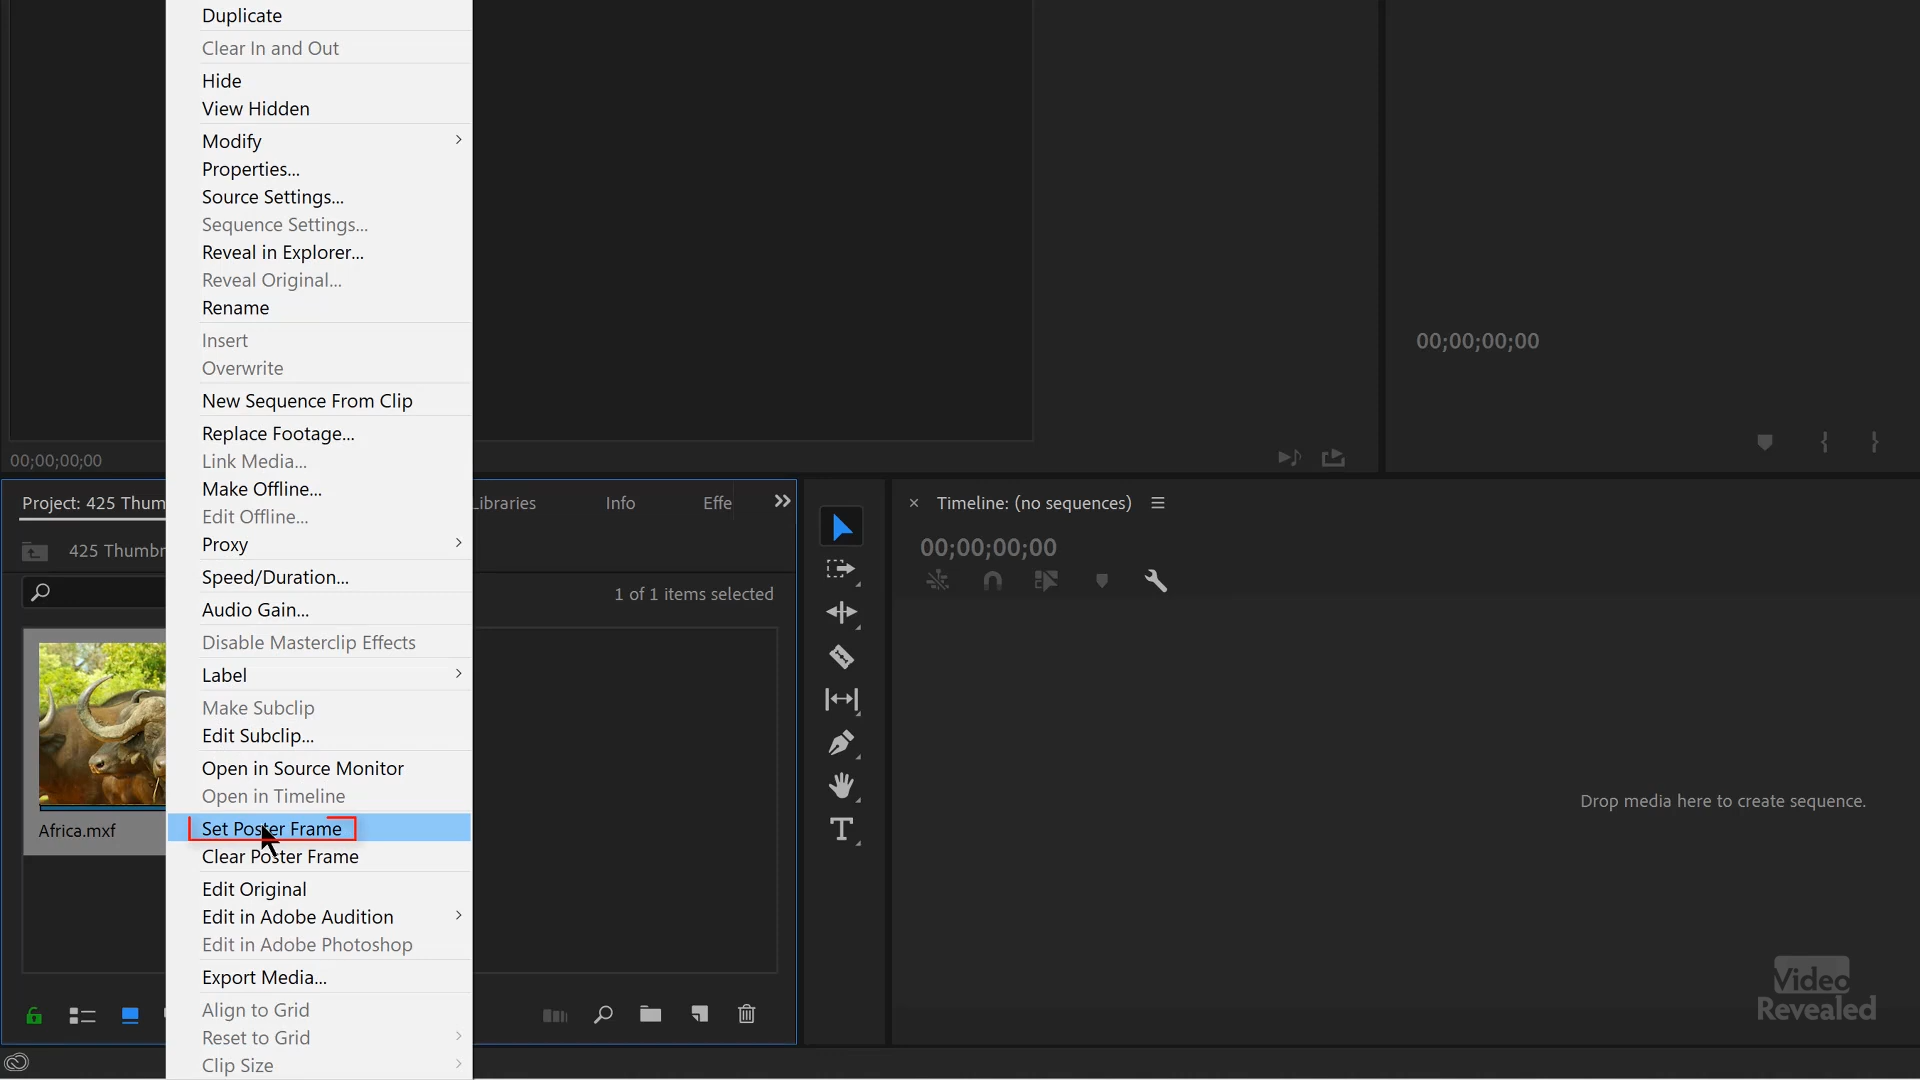 Duplicate
Clear In and Out
Hide
View Hidden
Modify
Properties...
Source Settings...
Sequence Settings...
Reveal in Explorer...
Reveal Original...
Rename
Insert
Overwrite
New Sequence From Clip
Replace Footage...
Link Media...
Make Offline...
Edit Offline...
Proxy
Speed/Duration...
Audio Gain...
Disable Masterclip Effects
Label
Make Subclip
Edit Subclip...
Open in Source Monitor
Open in Timeline
Set Poster Frame
Clear Poster Frame
Edit Original
Edit in Adobe Audition
Edit in Adobe Photoshop
Export Media...
Align to Grid
Reset to Grid
Clip Size
00;00;00;00
00;00;00;00
Project: 425 Thum
Libraries
Info
Effe
425 Thumbr
1 of 1 items selected
Africa.mxf
Timeline: (no sequences)
00;00;00;00
Drop media here to create sequence.
Video
Revealed